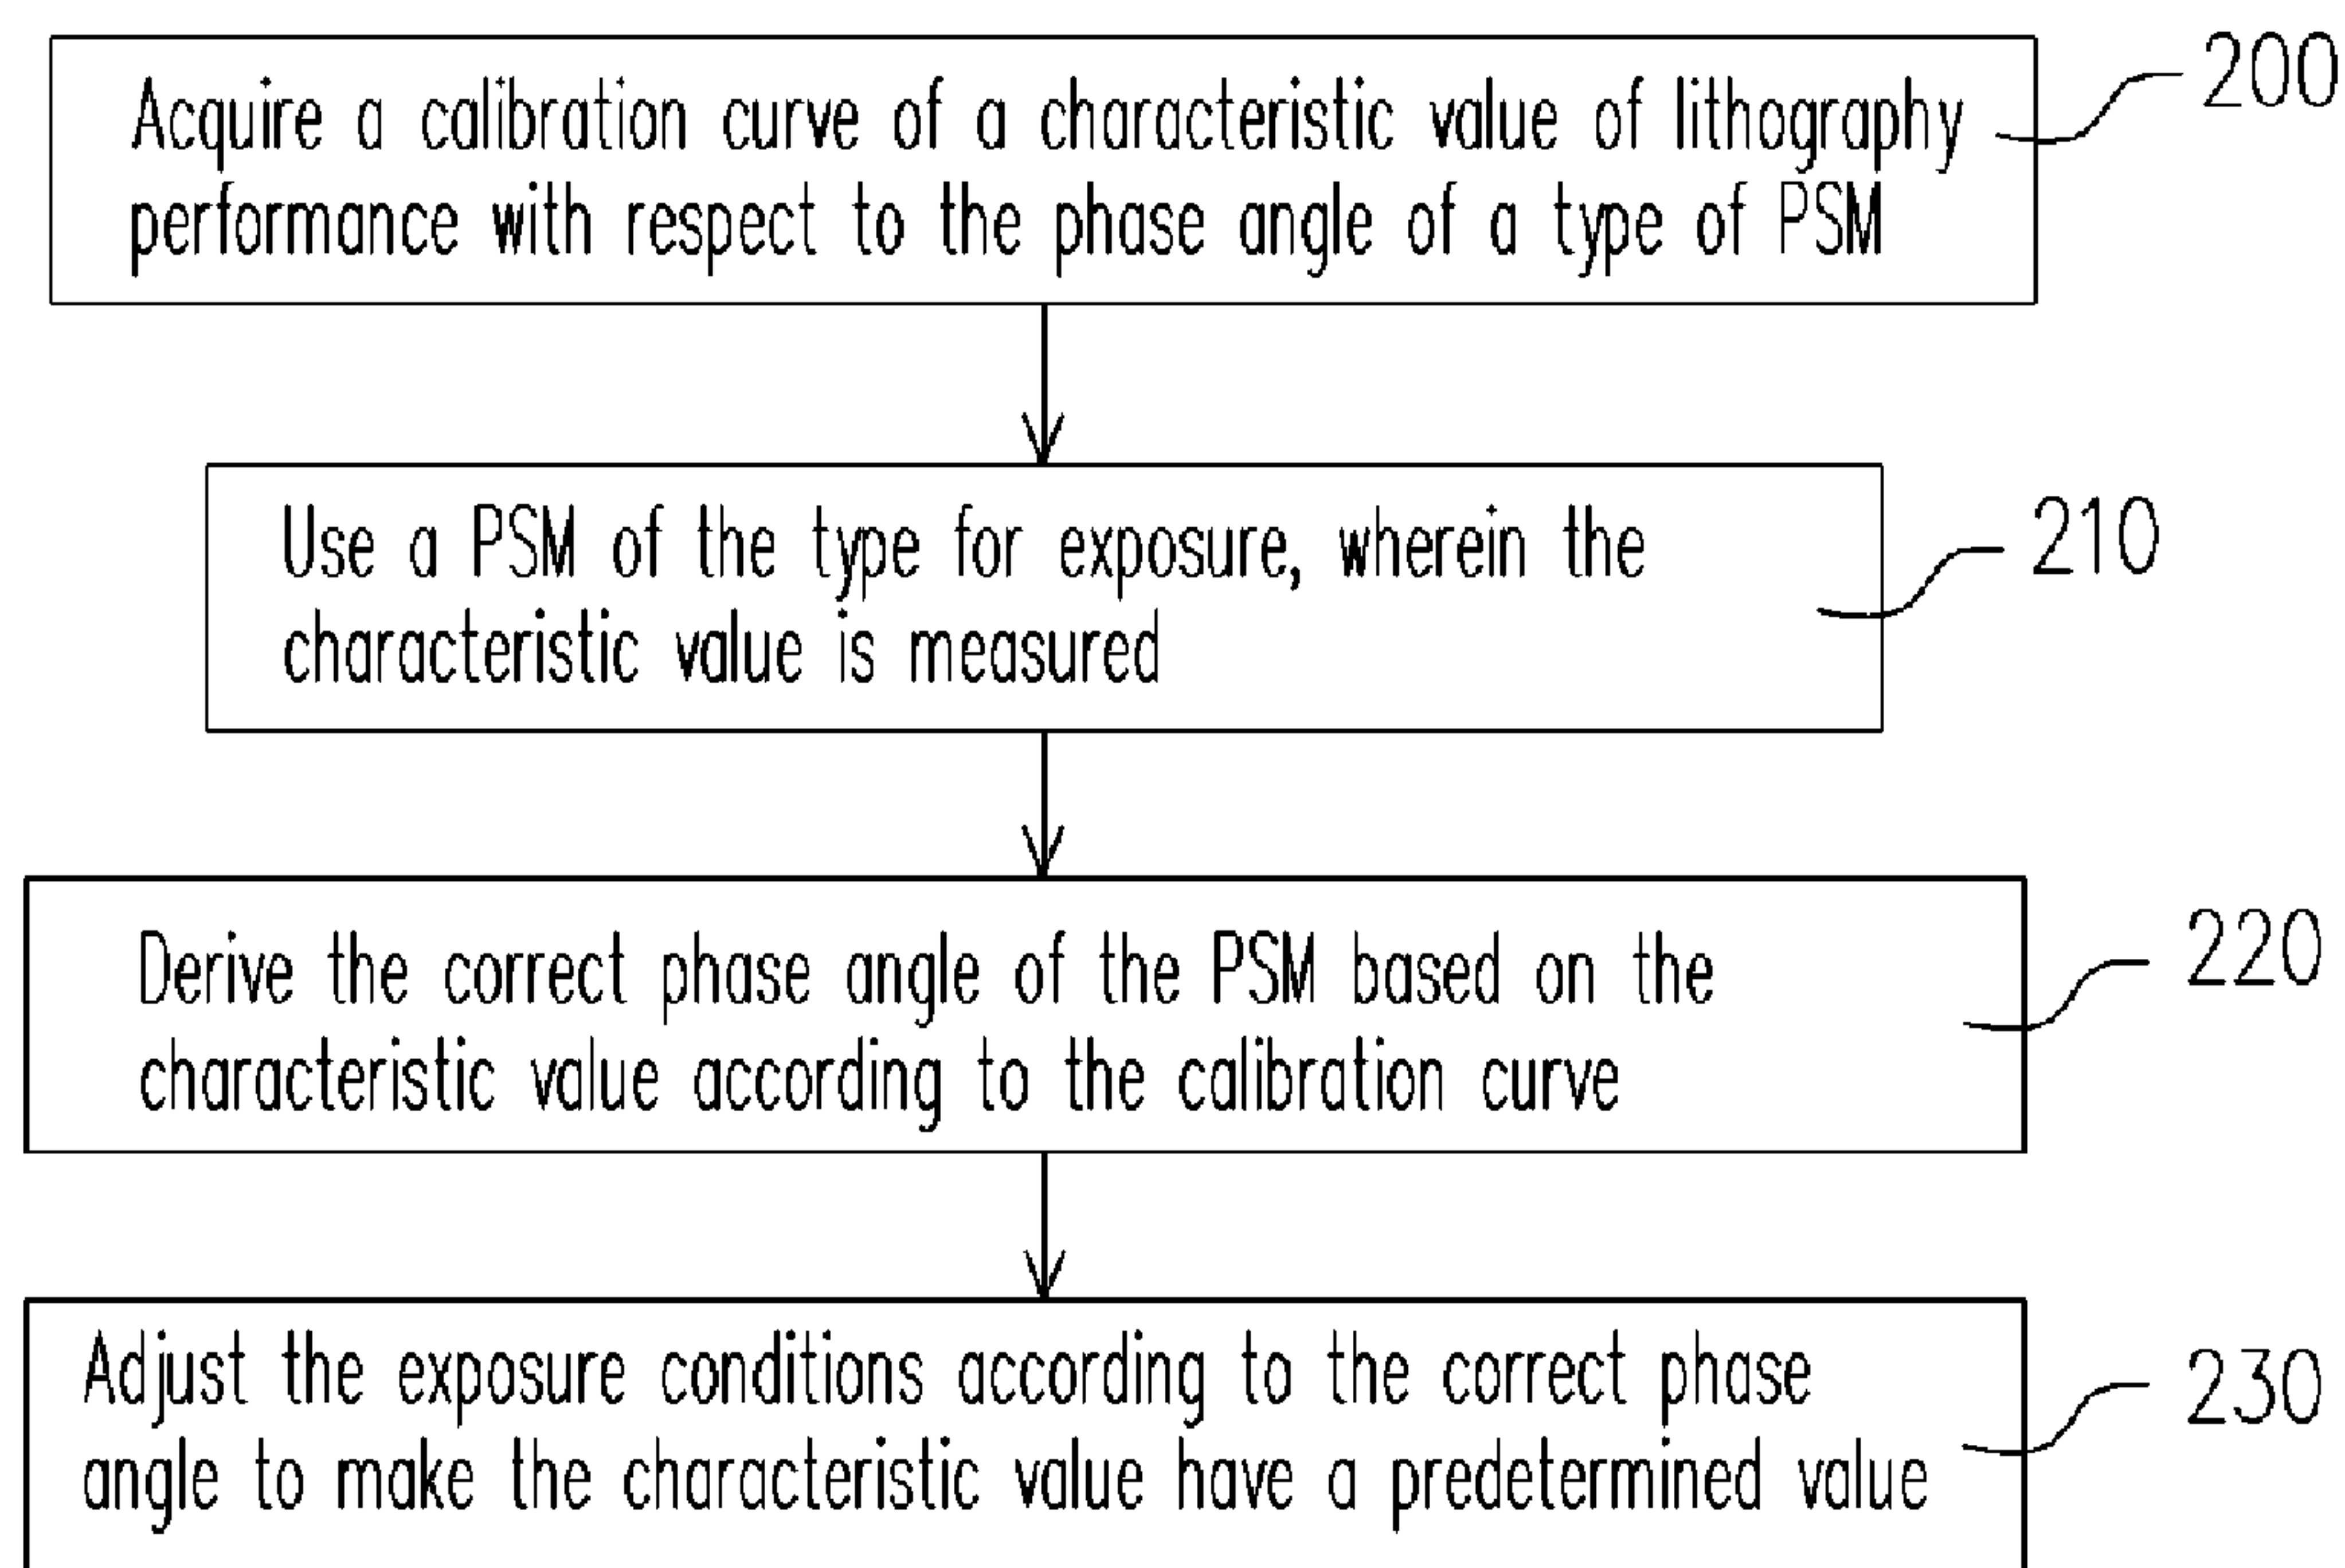 Acquire a calibration curve of a characteristic value of lithography
performance with respect to the phase angle of a type of PSM
200
Use a PSM of the type for exposure, wherein the
characteristic value is measured
210
Derive the correct phase angle of the PSM based on the
characteristic value according to the calibration curve
220
Adjust the exposure conditions according to the correct phase
angle to make the characteristic value have a predetermined value
230